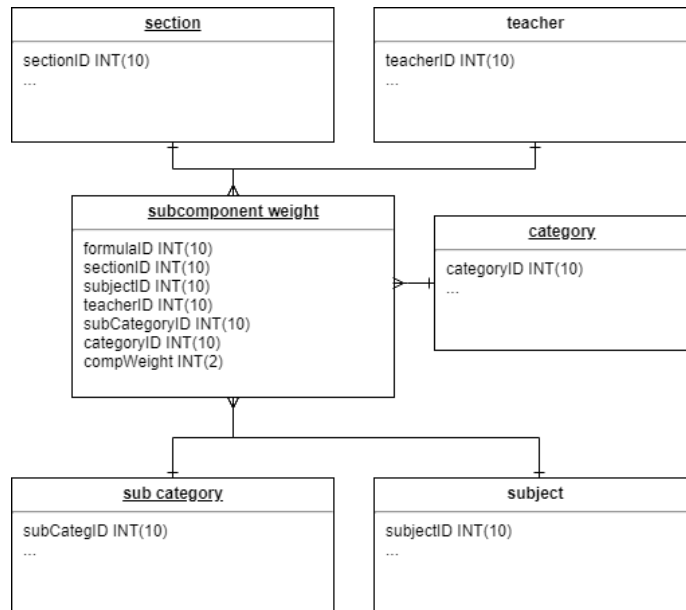 section
sectionID INT(10)
...
teacher
teacherID INT(10)
...
subcomponent weight
formulaID INT(10)
sectionID INT(10)
subjectID INT(10)
teacherID INT(10)
subCategoryID INT(10)
categoryID INT(10)
compWeight INT(2)
category
categoryID INT(10)
...
sub category
subCategID INT(10)
...
subject
subjectID INT(10)
...